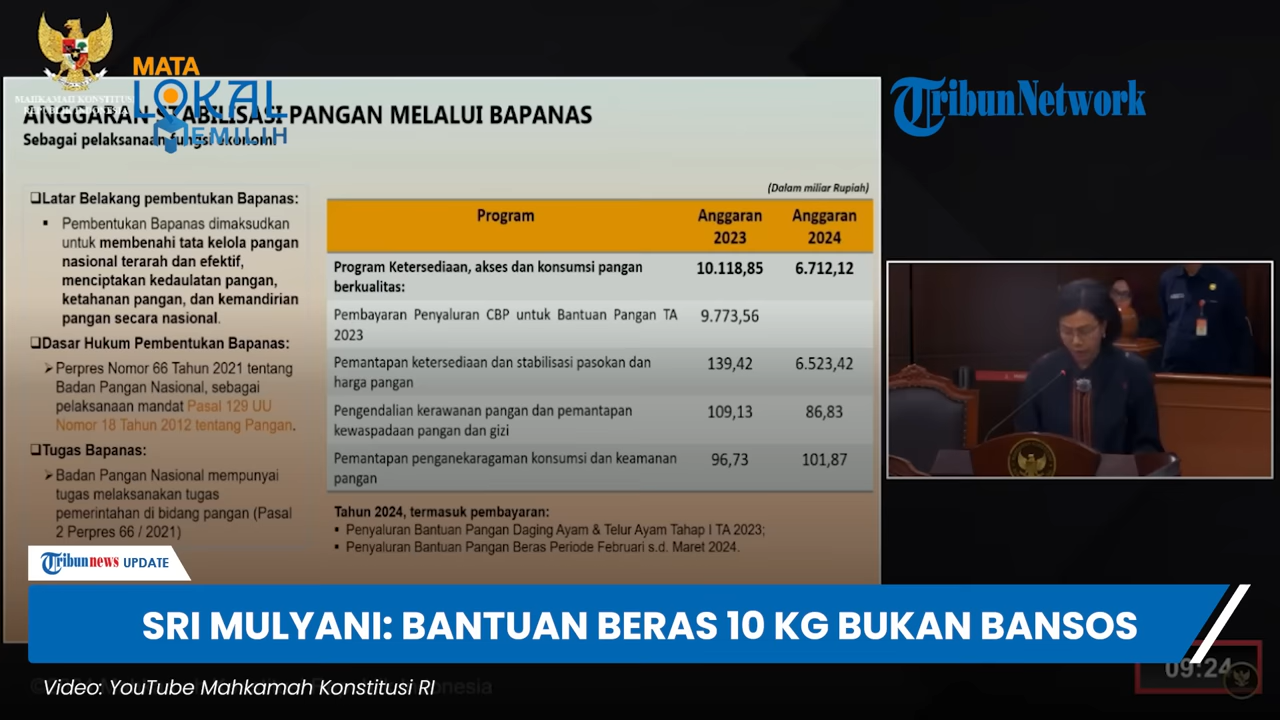 MATA
LOKAL
MEMILIH
MAHKAMAH KONSTITUSI
REPUBLIK INDONESIA
TribunNetwork
ANGGARAN STABILISASI PANGAN MELALUI BAPANAS
Sebagai pelaksanaan fungsi ekonomi
❑Latar Belakang pembentukan Bapanas:
▪ Pembentukan Bapanas dimaksudkan
untuk membenahi tata kelola pangan
nasional terarah dan efektif,
menciptakan kedaulatan pangan,
ketahanan pangan, dan kemandirian
pangan secara nasional.
❑Dasar Hukum Pembentukan Bapanas:
➢Perpres Nomor 66 Tahun 2021 tentang
Badan Pangan Nasional, sebagai
pelaksanaan mandat Pasal 129 UU
Nomor 18 Tahun 2012 tentang Pangan.
❑Tugas Bapanas:
➢Badan Pangan Nasional mempunyai
tugas melaksanakan tugas
pemerintahan di bidang pangan (Pasal
2 Perpres 66 / 2021)
(Dalam miliar Rupiah)
Program Anggaran 2023 Anggaran 2024
Program Ketersediaan, akses dan konsumsi pangan 10.118,85 6.712,12
berkualitas:
Pembayaran Penyaluran CBP untuk Bantuan Pangan TA 9.773,56
2023
Pemantapan ketersediaan dan stabilisasi pasokan dan 139,42 6.523,42
harga pangan
Pengendalian kerawanan pangan dan pemantapan 109,13 86,83
kewaspadaan pangan dan gizi
Pemantapan penganekaragaman konsumsi dan keamanan 96,73 101,87
pangan
Tahun 2024, termasuk pembayaran:
▪ Penyaluran Bantuan Pangan Daging Ayam & Telur Ayam Tahap I TA 2023;
▪ Penyaluran Bantuan Pangan Beras Periode Februari s.d. Maret 2024.
Tribunnews UPDATE
SRI MULYANI: BANTUAN BERAS 10 KG BUKAN BANSOS
Video: YouTube Mahkamah Konstitusi RI
09:24